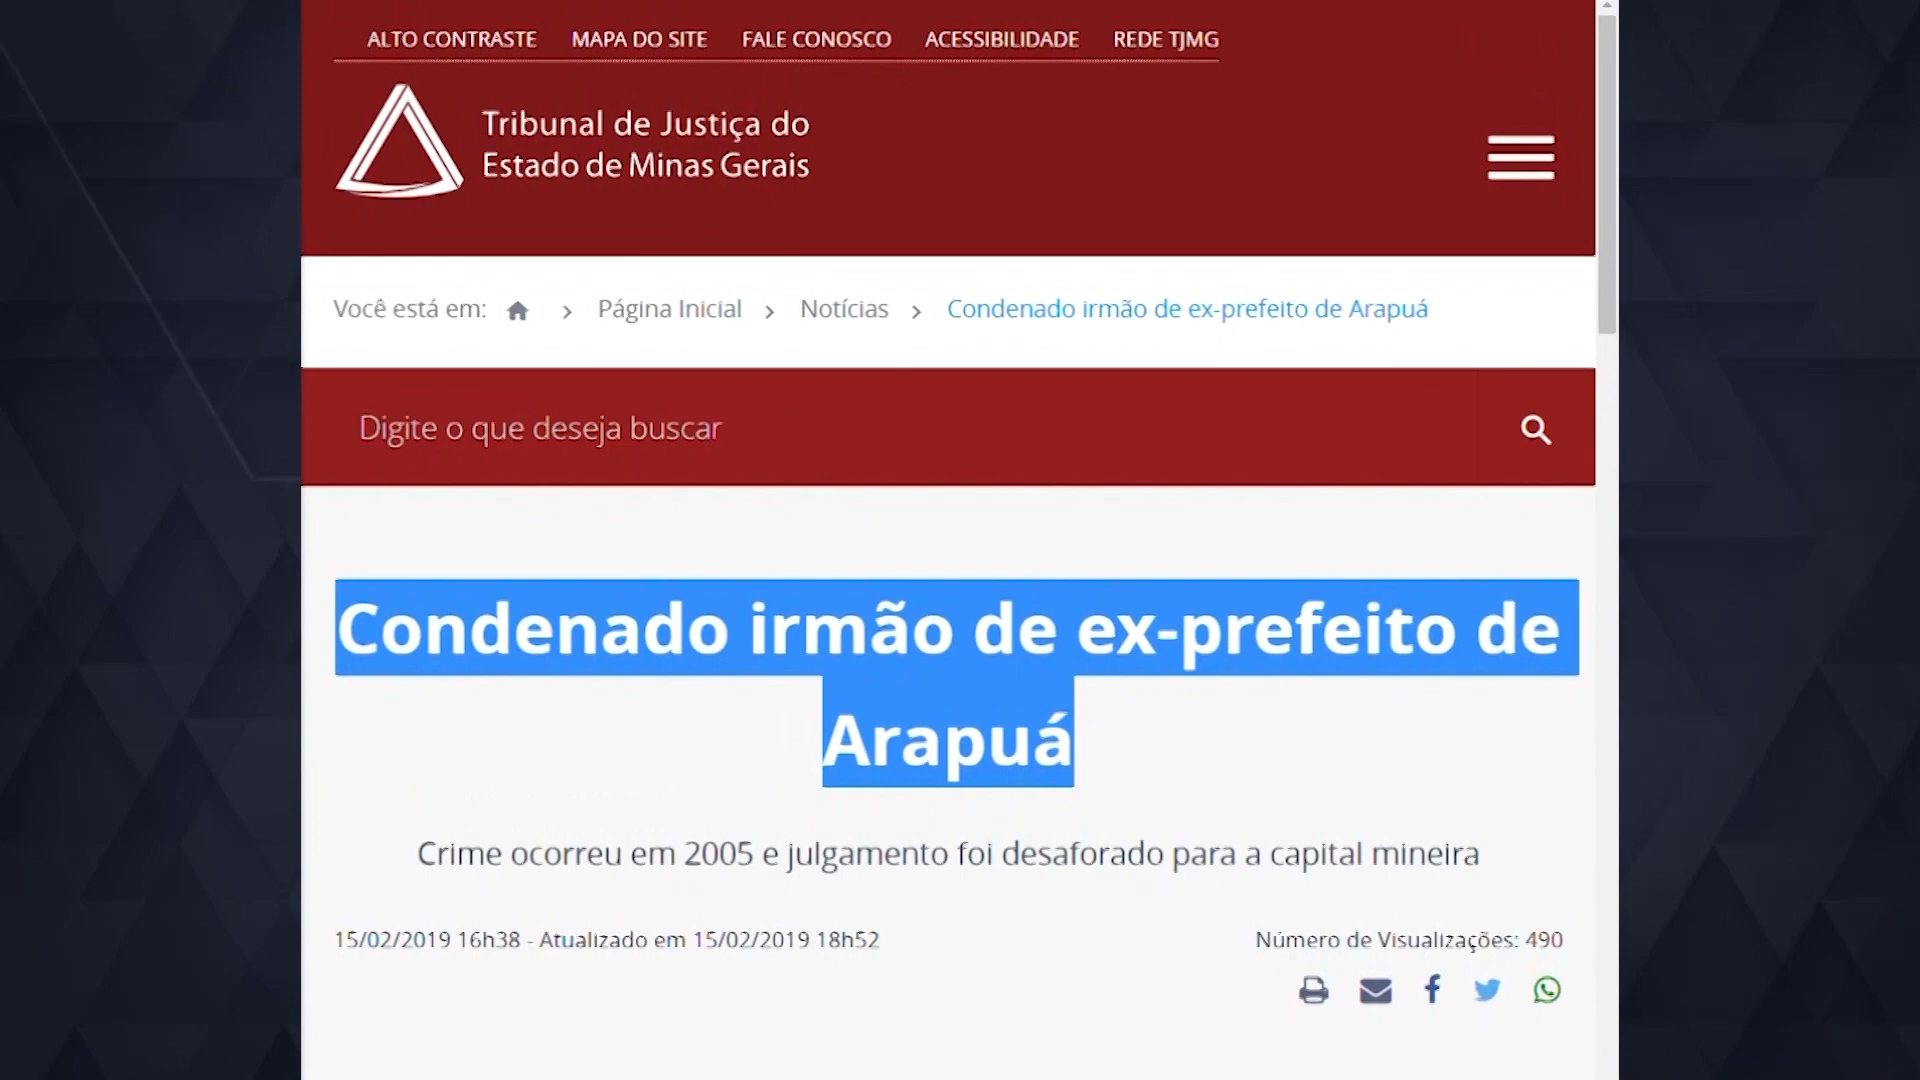 ALTO CONTRASTE MAPA DO SITE FALE CONOSCO ACESSIBILIDADE REDE TJMG
Tribunal de Justiça do
Estado de Minas Gerais
Você está em: > Página Inicial > Notícias > Condenado irmão de ex-prefeito de Arapuá
Digite o que deseja buscar
Condenado irmão de ex-prefeito de
Arapuá
Crime ocorreu em 2005 e julgamento foi desaforado para a capital mineira
15/02/2019 16h38 - Atualizado em 15/02/2019 18h52 Número de Visualizações: 490